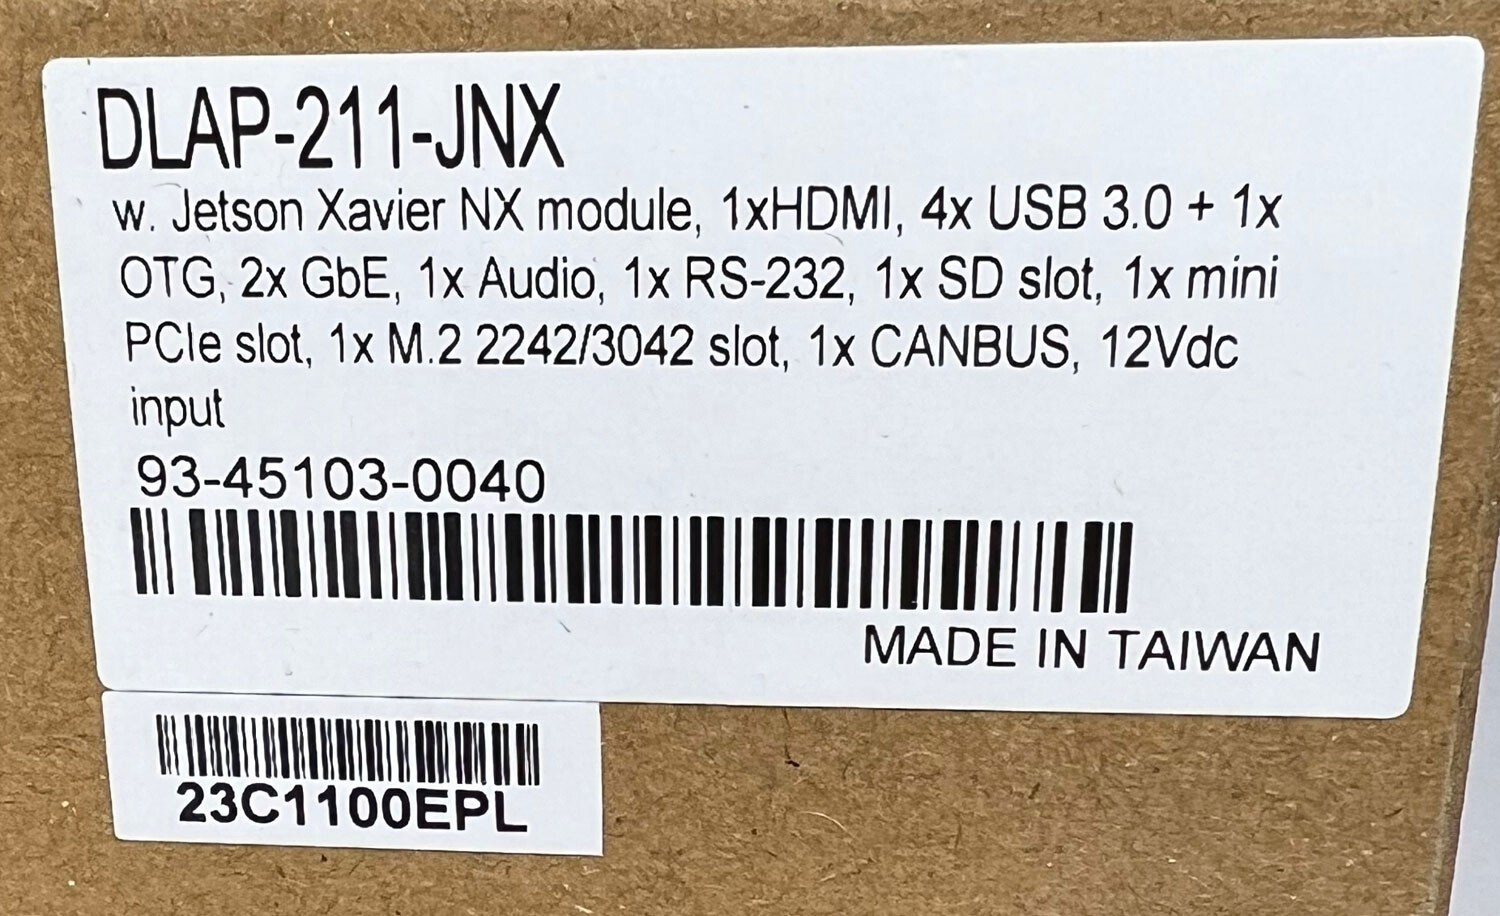 DLAP-211-JNX
w. Jetson Xavier NX module, 1xHDMI, 4x USB 3.0 + 1x
OTG, 2x GbE, 1x Audio, 1x RS-232, 1x SD slot, 1x mini
PCIe slot, 1x M.2 2242/3042 slot, 1x CANBUS, 12Vdc
input
93-45103-0040
MADE IN TAIWAN
23C1100EPL